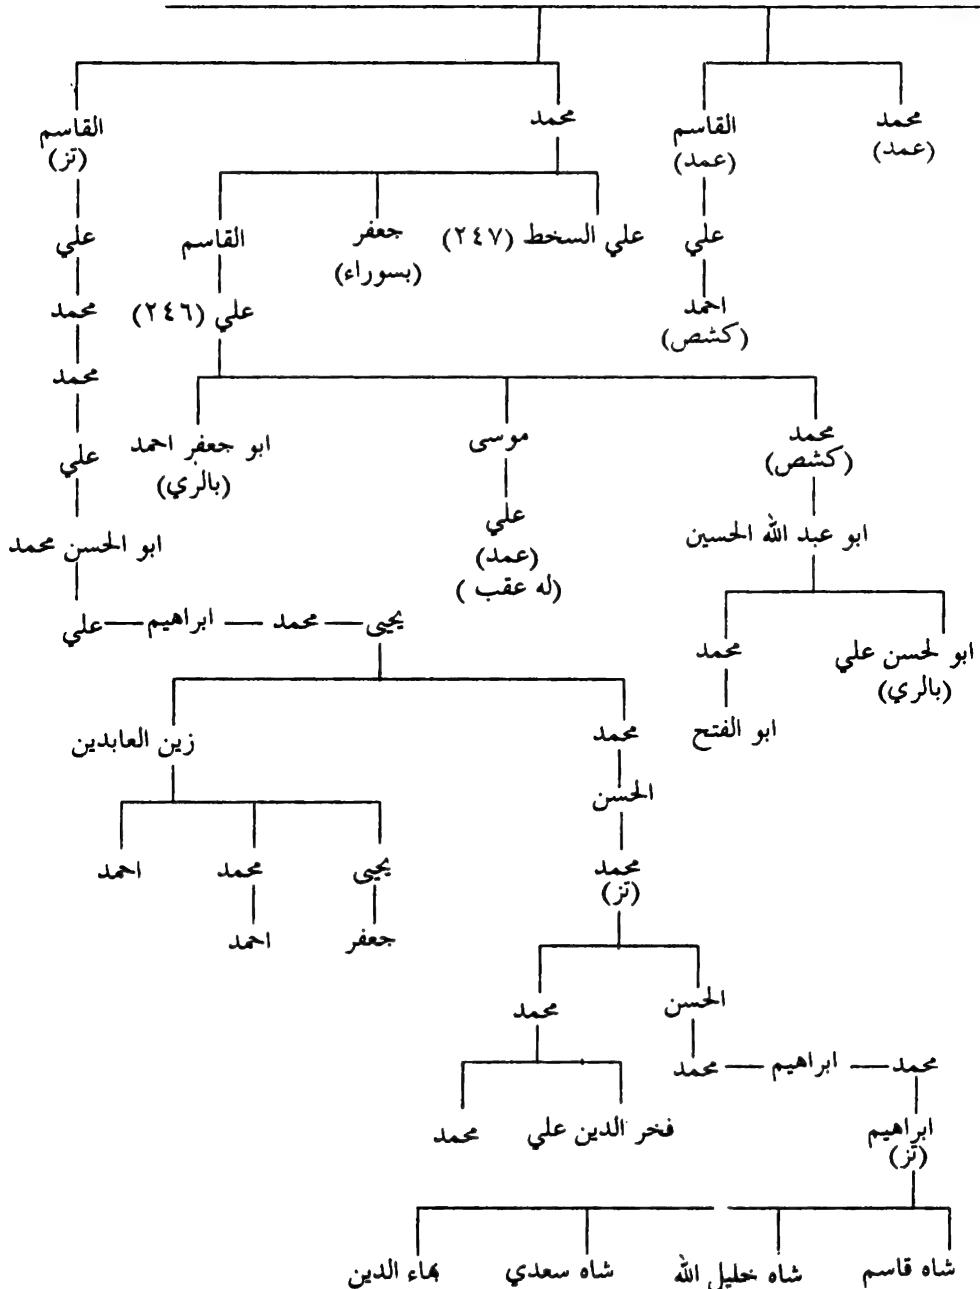 محمد
(عمد)
القاسم
(عمد)
محمد
القاسم
(تز)
علي
علي السخط (٢٤٧)
جعفر
(بسوراء)
القاسم
علي
احمد
(كشص)
علي (٢٤٦)
محمد
محمد
محمد
(كشص)
موسى
ابو جعفر احمد
(بالري)
علي
ابو عبد الله الحسين
علي
(عمد)
(له عقب )
ابو الحسن محمد
يحيى — محمد — ابراهيم — علي
ابو لحسن علي
(بالري)
محمد
ابو الفتح
محمد
زين العابدين
الحسن
محمد
(تز)
يحيى
محمد
احمد
جعفر
احمد
الحسن
محمد
محمد — ابراهيم — محمد
ابراهيم
(تز)
فخر الدين علي
محمد
شاه قاسم
شاه خليل الله
شاه سعدي
بهاء الدين